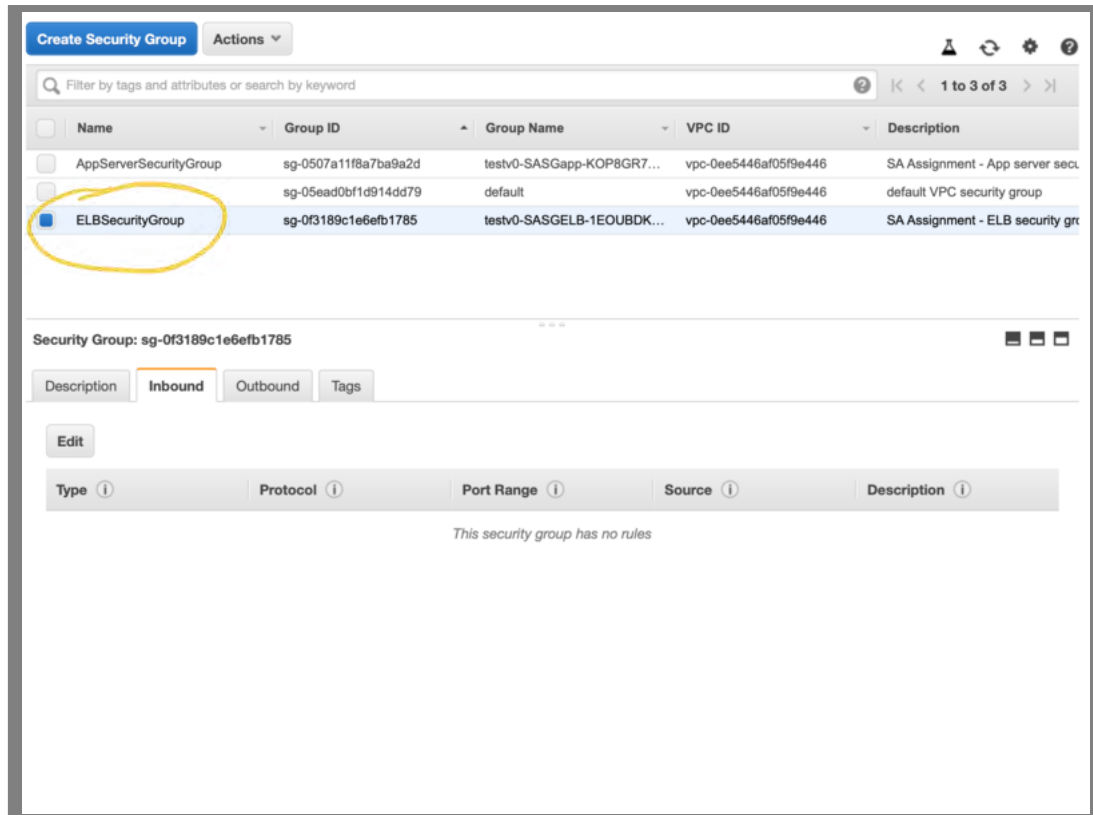 Create Security Group Actions
Filter by tags and attributes or search by keyword 1 to 3 of 3
Name Group ID Group Name VPC ID Description
AppServerSecurityGroup sg-0507a11f8a7ba9a2d testv0-SASGapp-KOP8GR7... vpc-0ee5446af05f9e446 SA Assignment - App server secu
sg-05ead0bf1d914dd79 default vpc-0ee5446af05f9e446 default VPC security group
ELBSecurityGroup sg-0f3189c1e6efb1785 testv0-SASGELB-1EOUBDK... vpc-0ee5446af05f9e446 SA Assignment - ELB security gro
Security Group: sg-0f3189c1e6efb1785
Description Inbound Outbound Tags
Edit
Type Protocol Port Range Source Description
This security group has no rules